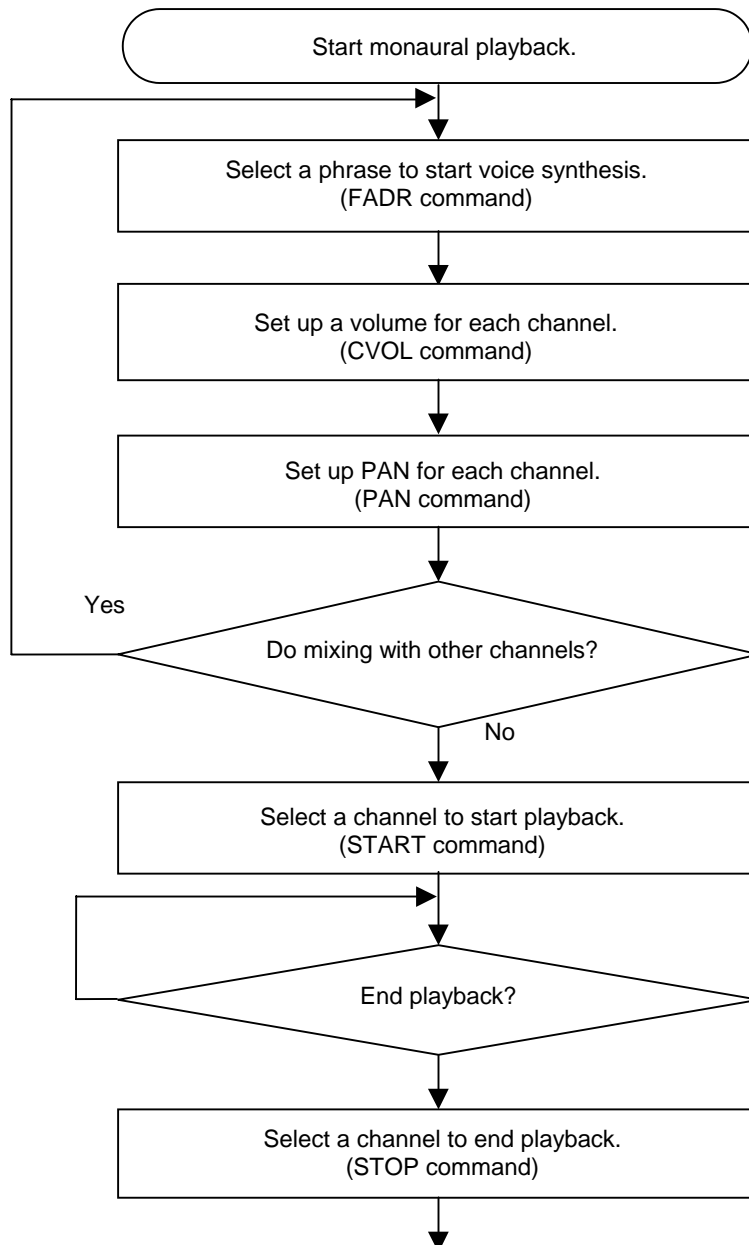 Start monaural playback.
Select a phrase to start voice synthesis.
(FADR command)
Set up a volume for each channel.
(CVOL command)
Set up PAN for each channel.
(PAN command)
Yes
Do mixing with other channels?
No
Select a channel to start playback.
(START command)
End playback?
Select a channel to end playback.
(STOP command)